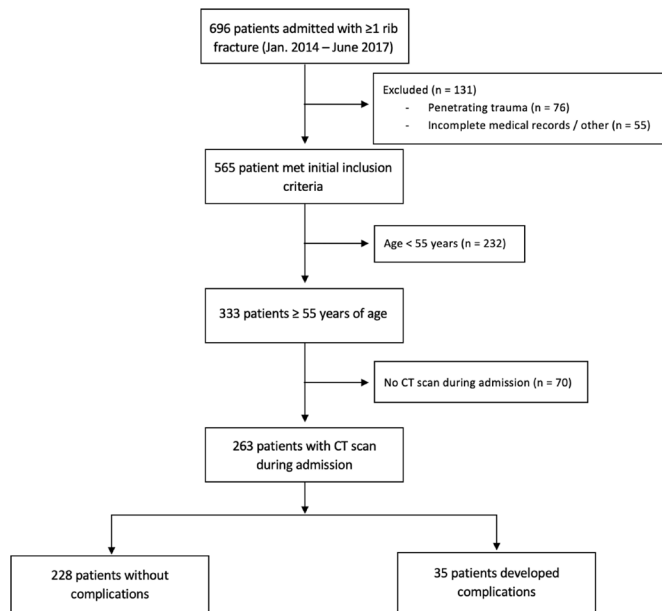 696 patients admitted with ≥1 rib
fracture (Jan. 2014 – June 2017)
Excluded (n = 131)
- Penetrating trauma (n = 76)
- Incomplete medical records / other (n = 55)
565 patient met initial inclusion
criteria
Age < 55 years (n = 232)
333 patients ≥ 55 years of age
No CT scan during admission (n = 70)
263 patients with CT scan
during admission
228 patients without
complications
35 patients developed
complications